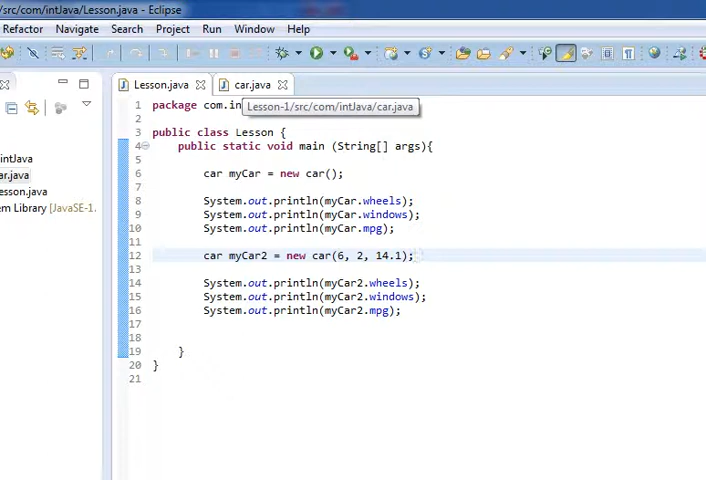 /src/com/intJava/Lesson.java - Eclipse
Refactor Navigate Search Project Run Window Help
Lesson.java car.java
Lesson-1/src/com/intJava/car.java
1 package com.in
2
3 public class Lesson {
4 public static void main (String[] args){
5
6 car myCar = new car();
7
8 System.out.println(myCar.wheels);
9 System.out.println(myCar.windows);
10 System.out.println(myCar.mpg);
11
12 car myCar2 = new car(6, 2, 14.1);
13
14 System.out.println(myCar2.wheels);
15 System.out.println(myCar2.windows);
16 System.out.println(myCar2.mpg);
17
18
19 }
20 }
21
intJava
ar.java
esson.java
em Library [JavaSE-1.